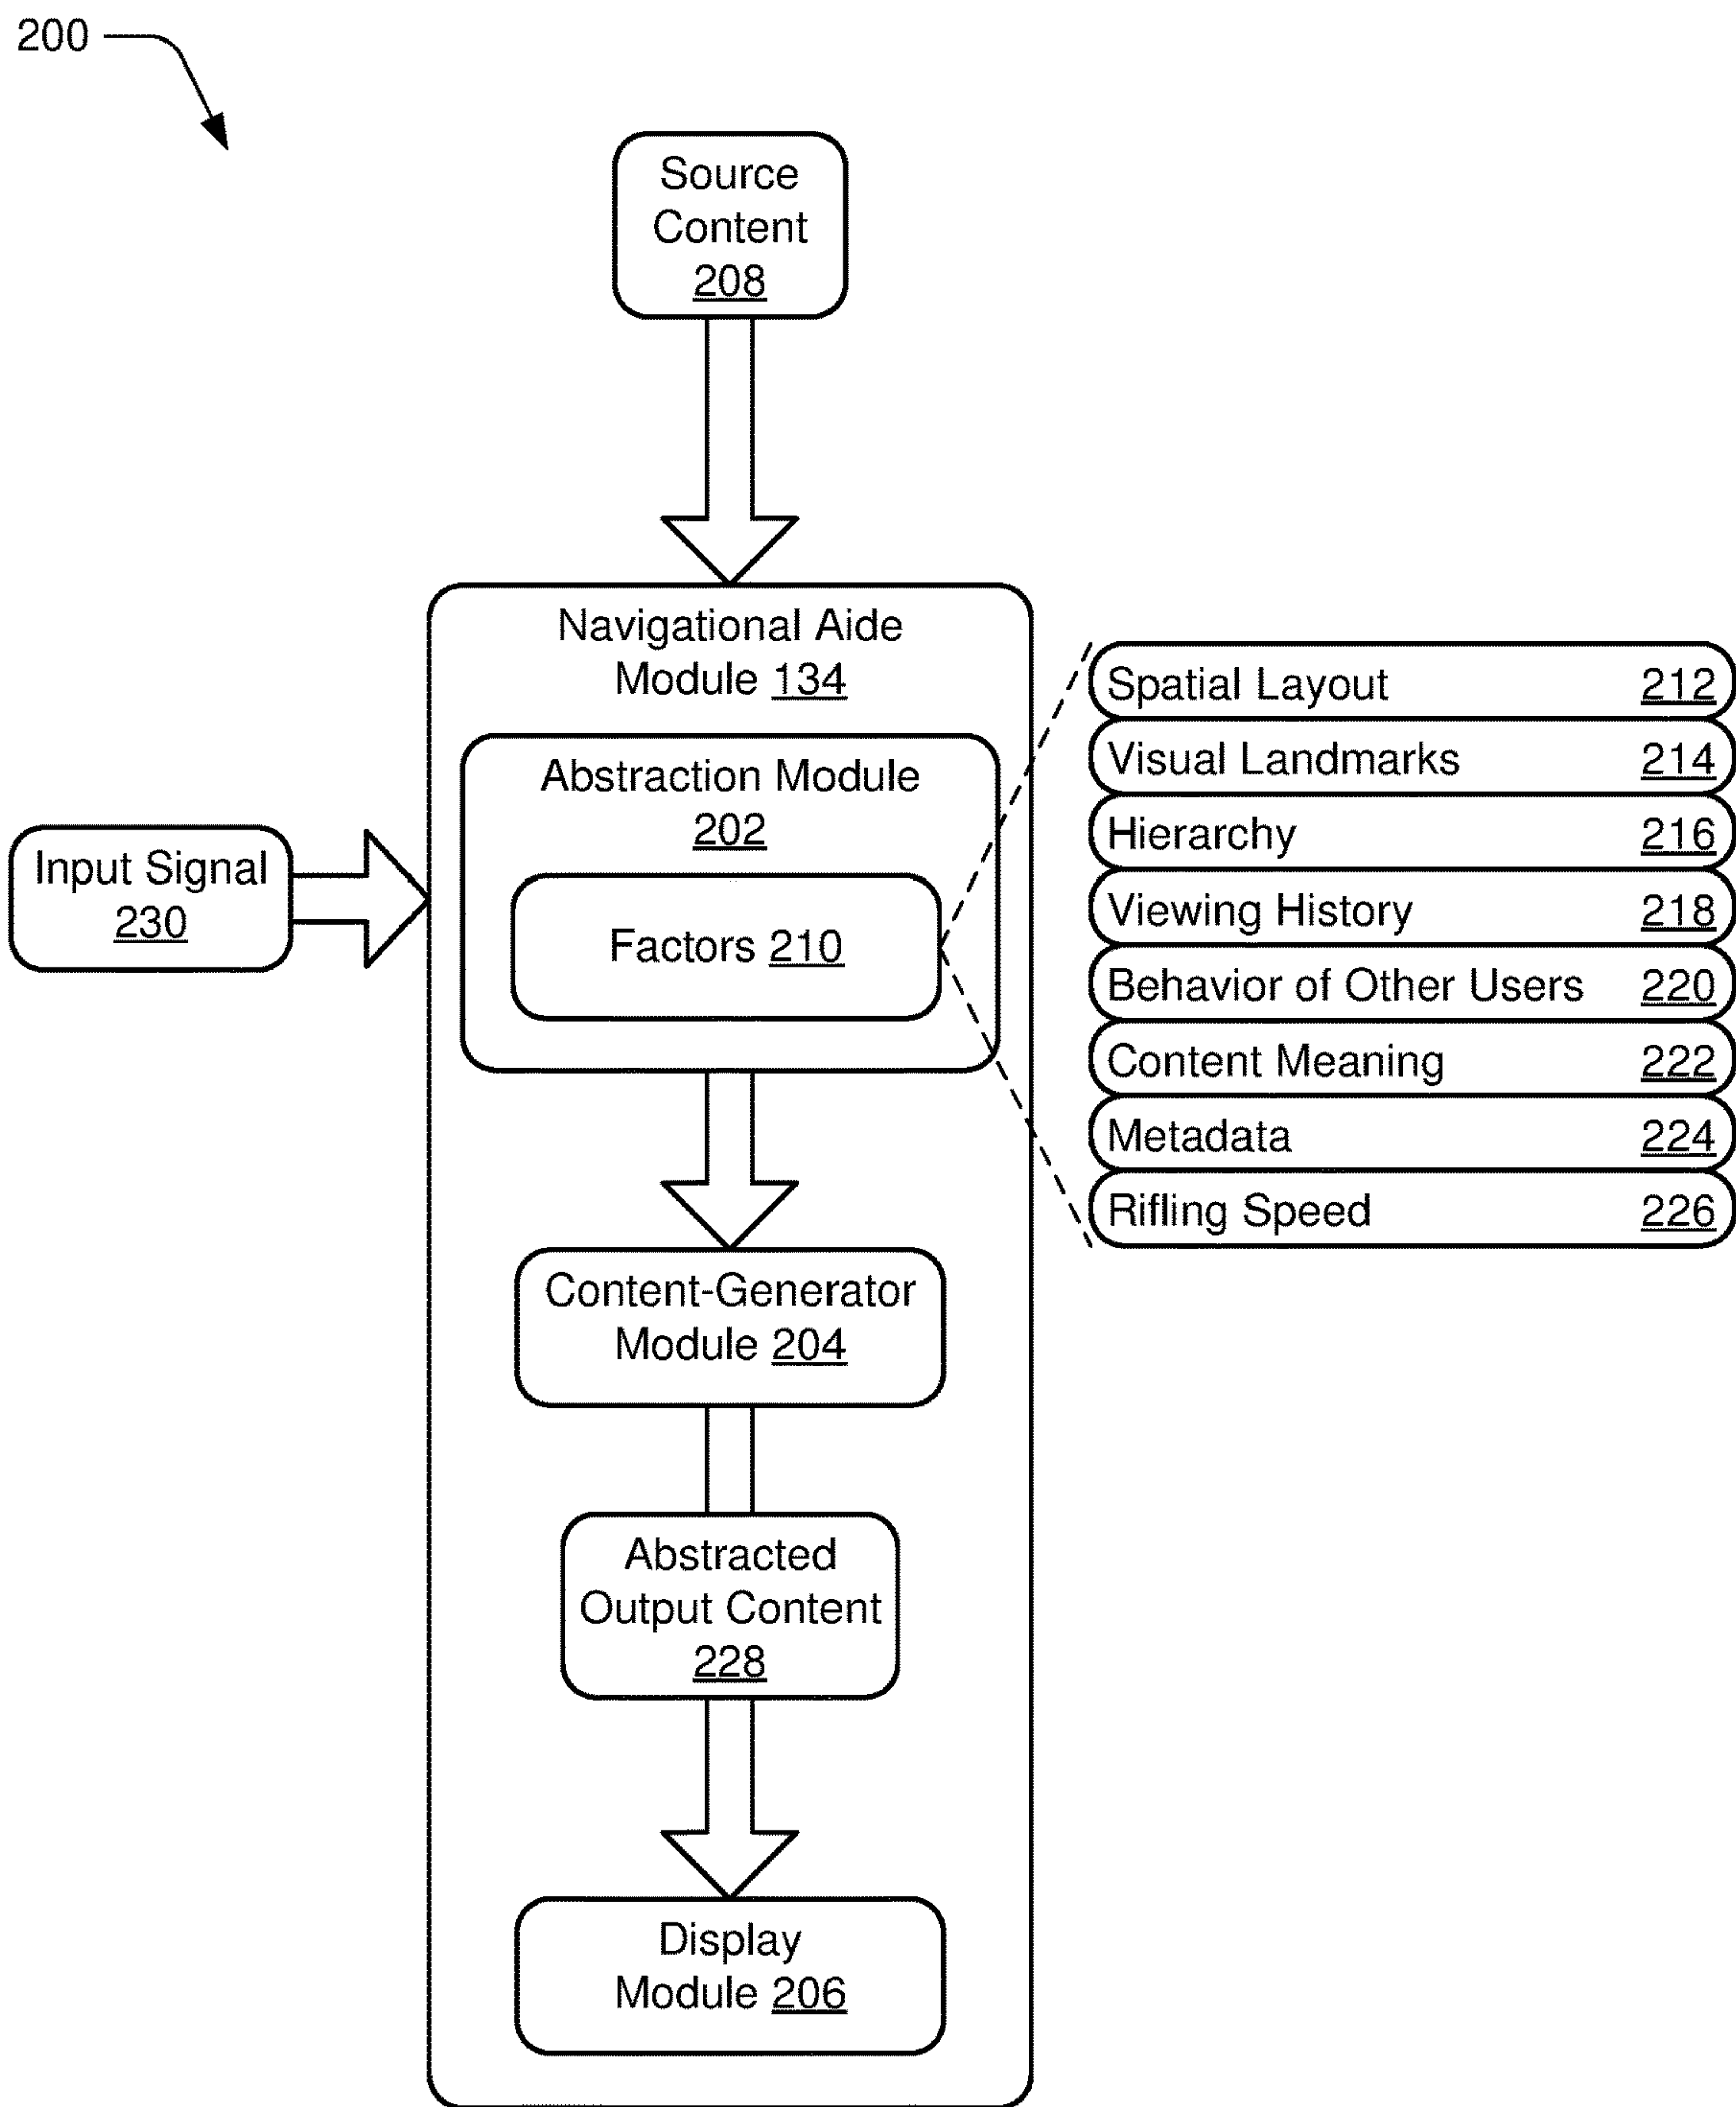 200
Source
Content
208
Navigational Aide
Module 134
Abstraction Module
202
Factors 210
Input Signal
230
Spatial Layout 212
Visual Landmarks 214
Hierarchy 216
Viewing History 218
Behavior of Other Users 220
Content Meaning 222
Metadata 224
Rifling Speed 226
Content-Generator
Module 204
Abstracted
Output Content
228
Display
Module 206